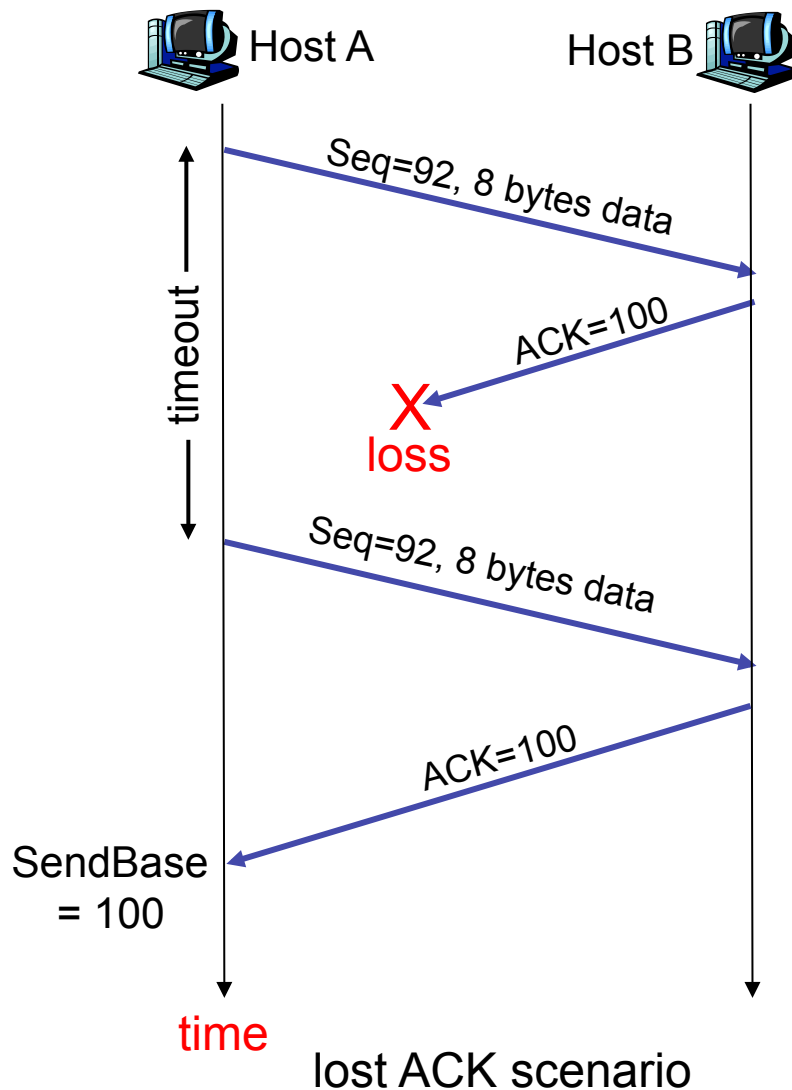 Host A
Host B
Seq=92, 8 bytes data
ACK=100
timeout
X
loss
Seq=92, 8 bytes data
ACK=100
SendBase
= 100
time
lost ACK scenario